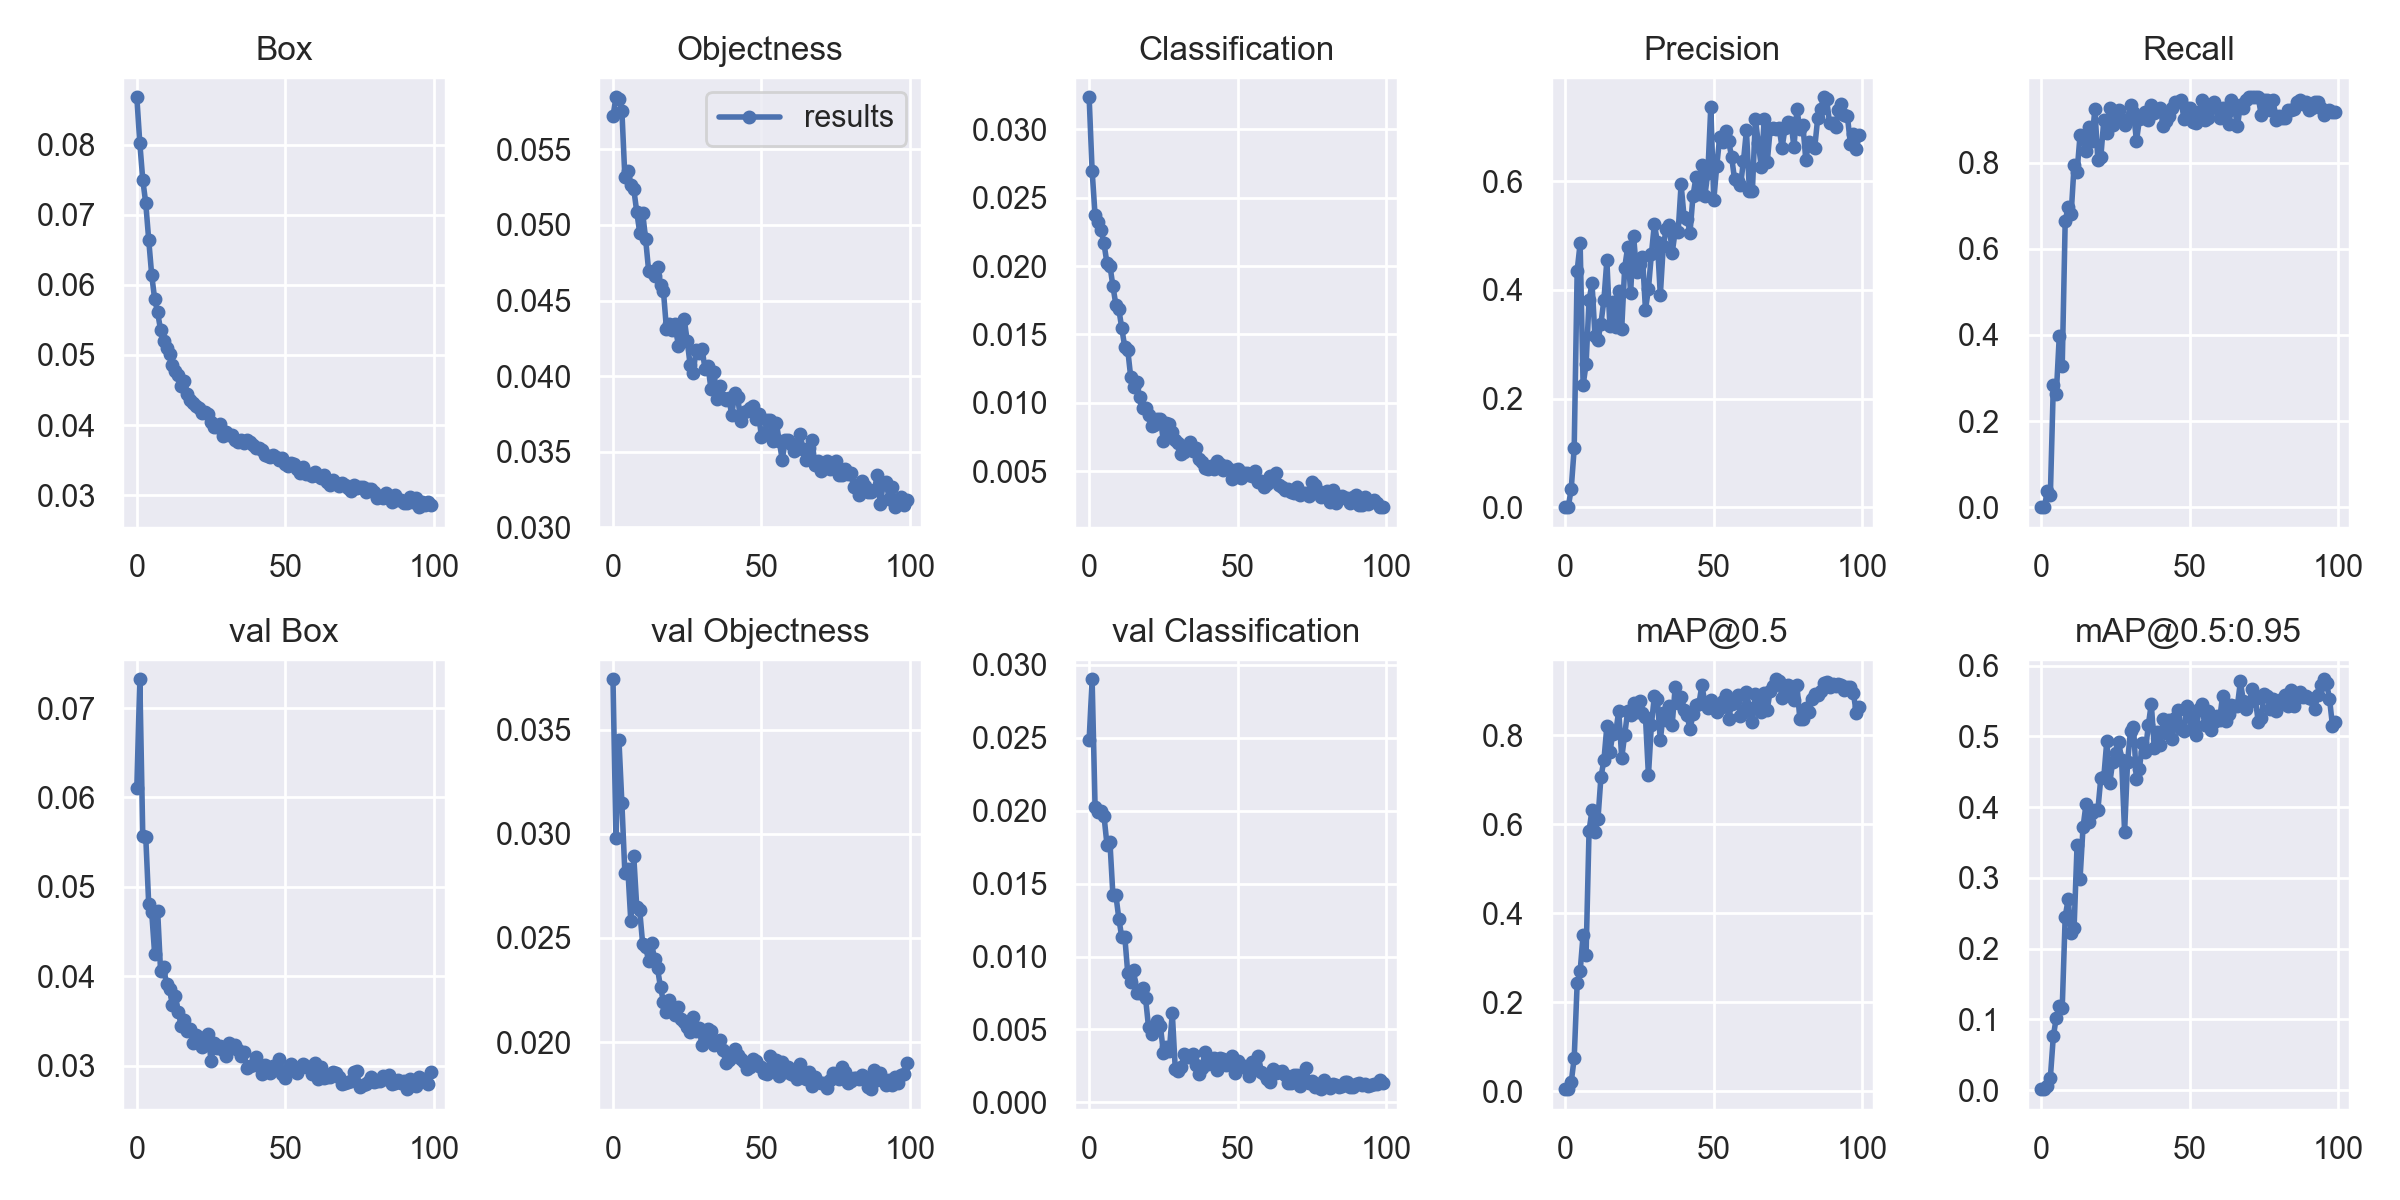 Box
0.08
0.07
0.06
0.05
0.04
0.03
0 50 100
Objectness
results
0.055
0.050
0.045
0.040
0.035
0.030
0 50 100
Classification
0.030
0.025
0.020
0.015
0.010
0.005
0 50 100
Precision
0.6
0.4
0.2
0.0
0 50 100
Recall
0.8
0.6
0.4
0.2
0.0
0 50 100
val Box
0.07
0.06
0.05
0.04
0.03
0 50 100
val Objectness
0.035
0.030
0.025
0.020
0 50 100
val Classification
0.030
0.025
0.020
0.015
0.010
0.005
0.000
0 50 100
mAP@0.5
0.8
0.6
0.4
0.2
0.0
0 50 100
mAP@0.5:0.95
0.6
0.5
0.4
0.3
0.2
0.1
0.0
0 50 100